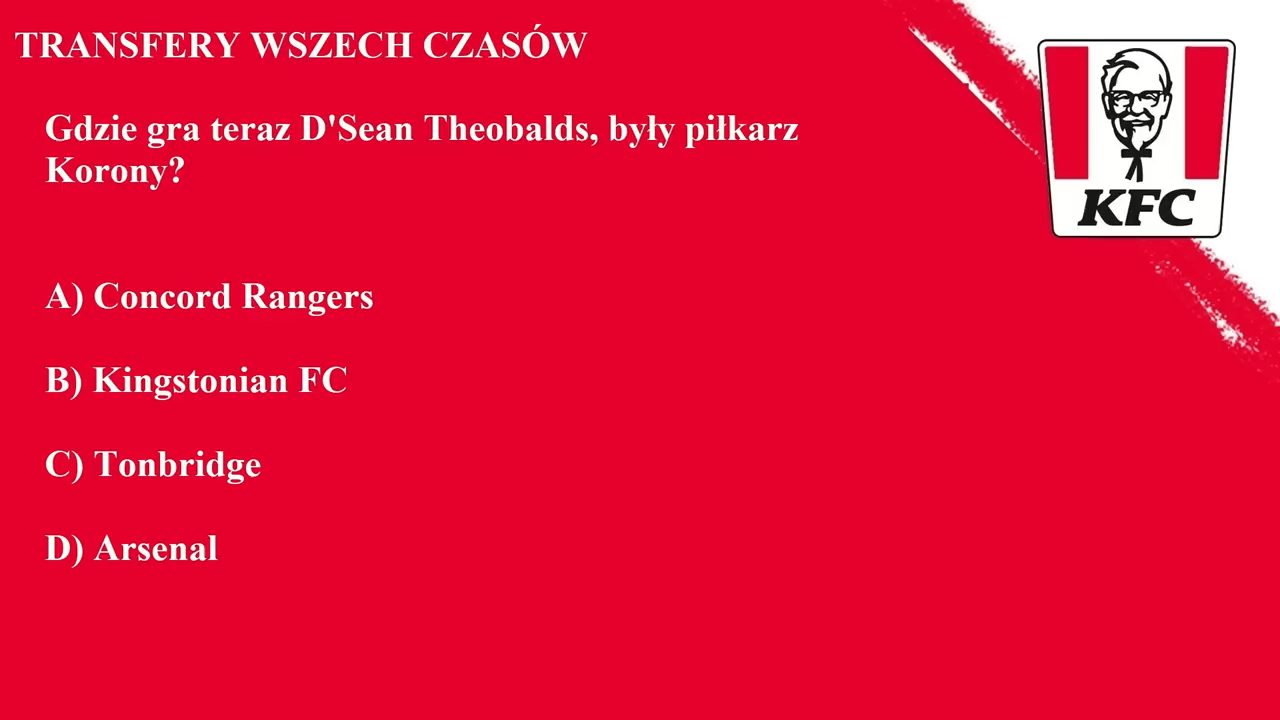 TRANSFERY WSZECH CZASÓW
Gdzie gra teraz D'Sean Theobalds, były piłkarz
Korony?
KFC
A) Concord Rangers
B) Kingstonian FC
C) Tonbridge
D) Arsenal